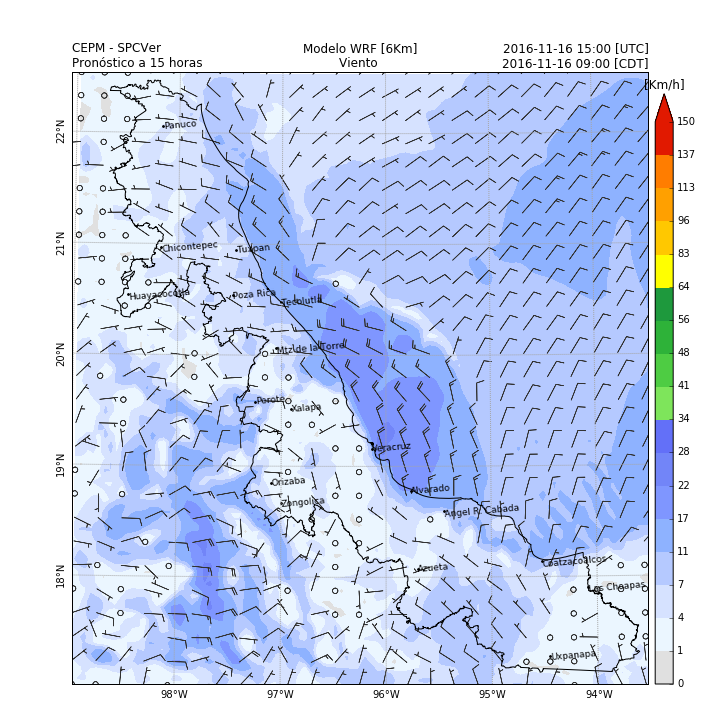 CEPM - SPCVer
Modelo WRF [6Km]
2016-11-16 15:00 [UTC]
Pronóstico a 15 horas
Viento
2016-11-16 09:00 [CDT]
[Km/h]
150
137
113
96
83
64
56
48
41
34
28
22
17
11
7
4
1
0
22°N
21°N
20°N
19°N
18°N
98°W
97°W
96°W
95°W
94°W
Panuco
Chicontepec
Tuxpan
Huayacocotla
Poza Rica
Tecolutla
Mtz de la Torre
Perote
Xalapa
Veracruz
Orizaba
Alvarado
Zongolica
Angel R. Cabada
Azueta
Coatzacoalcos
Las Choapas
Uxpanapa